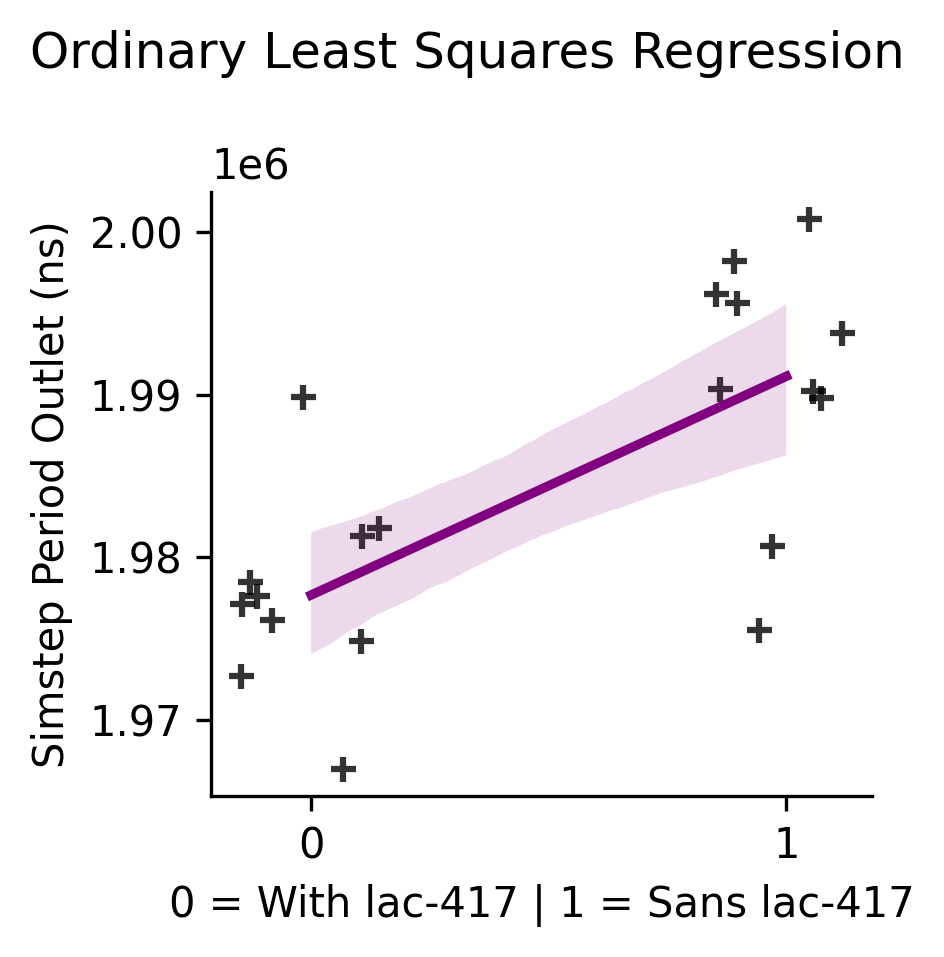 Ordinary Least Squares Regression
1e6
2.00
1.99
1.98
1.97
Simstep Period Outlet (ns)
0 1
0 = With lac-417 | 1 = Sans lac-417